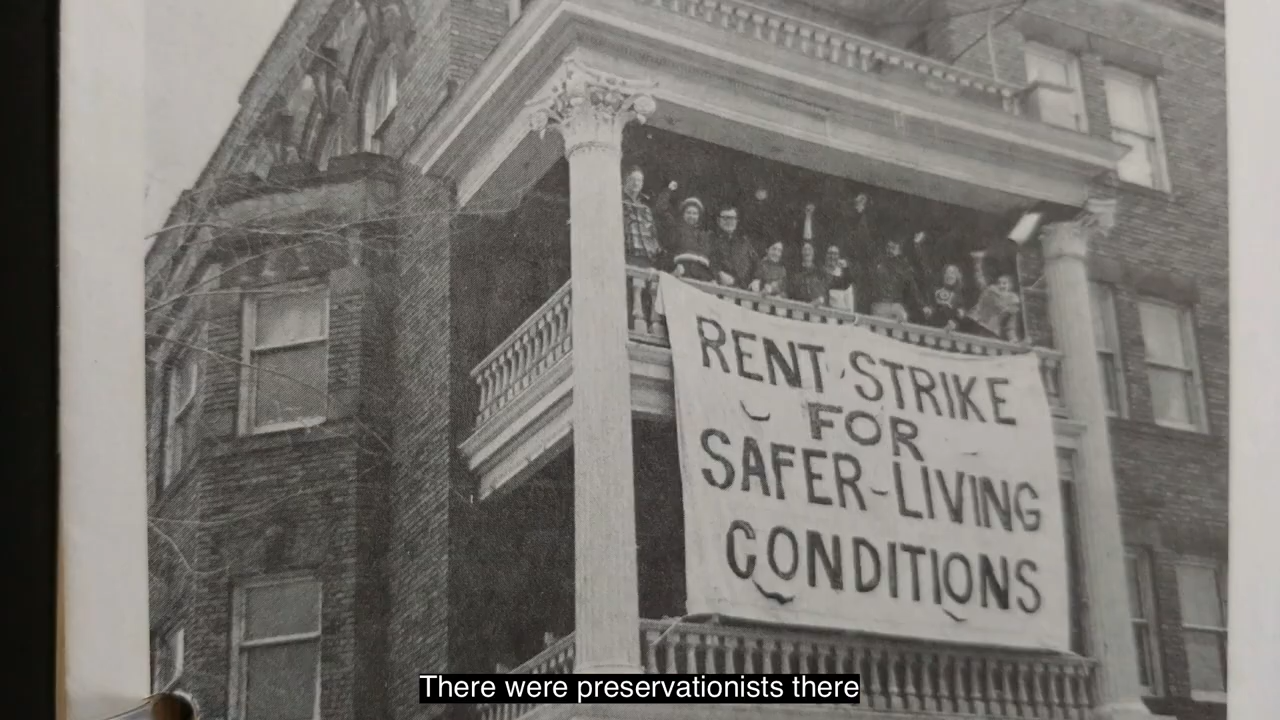 RENT STRIKE
FOR
SAFER-LIVING
CONDITIONS
There were preservationists there